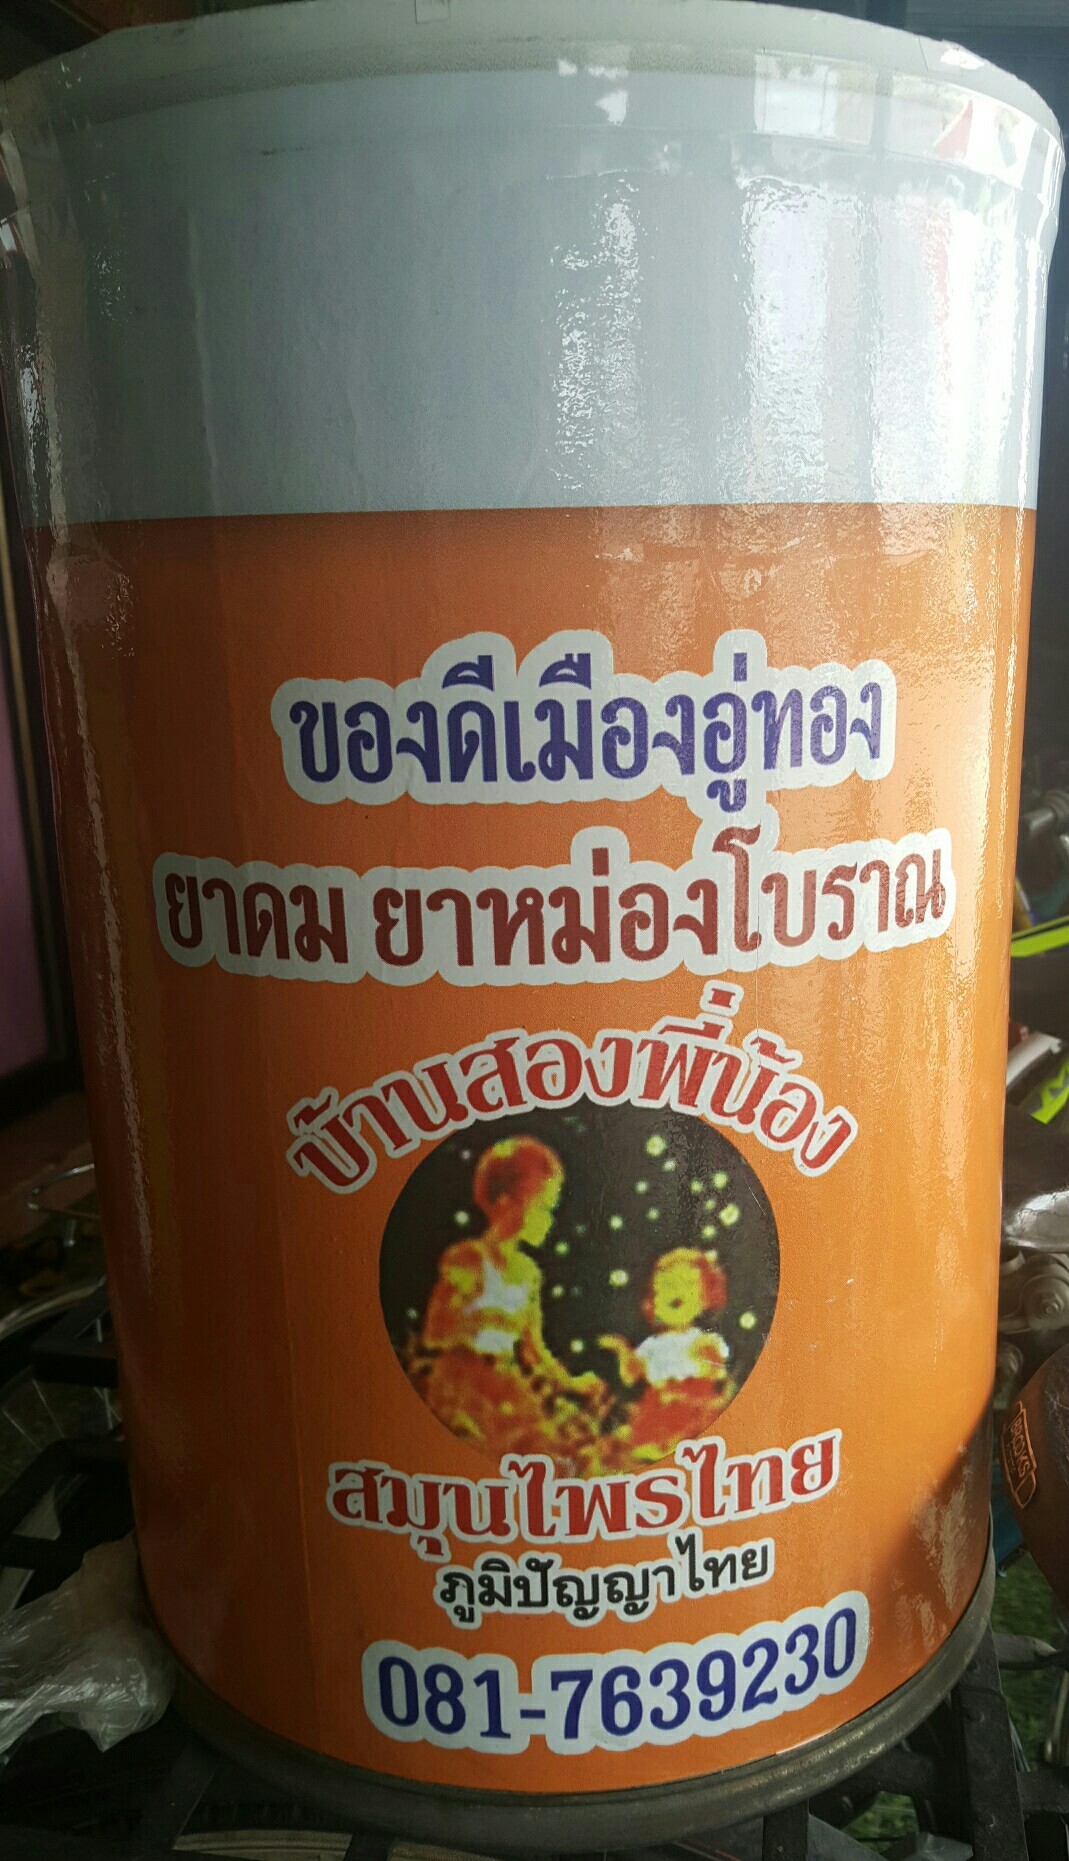 ของดีเมืองอู่ทอง
ยาดม ยาหม่องโบราณ
บ้านสองพี่น้อง
สมุนไพรไทย
ภูมิปัญญาไทย
081-7639230
BROOKS